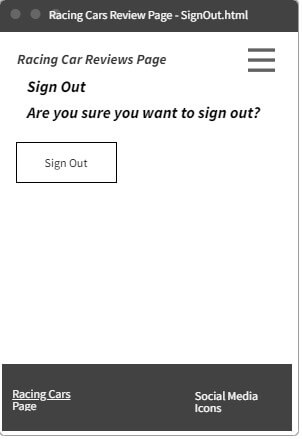 Racing Cars Review Page - SignOut.html
Racing Car Reviews Page
Sign Out
Are you sure you want to sign out?
Sign Out
Racing Cars
Page
Social Media
Icons